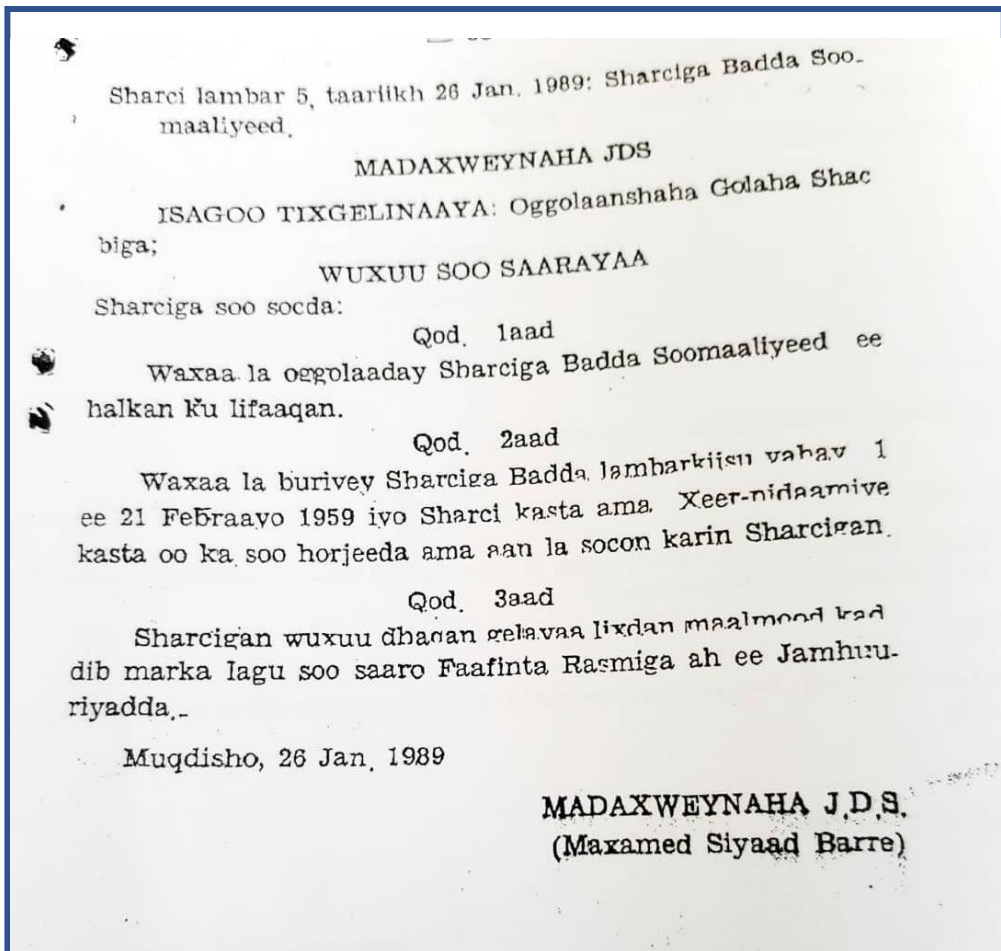 Sharci lambar 5, taariikh 26 Jan. 1989: Sharciga Badda Soo-
maaliyeed.
MADAXWEYNAHA JDS
ISAGOO TIXGELINAAYA: Oggolaanshaha Golaha Shac
biga;
WUXUU SOO SAARAYAA
Sharciga soo socda:
Qod. 1aad
Waxaa la oggolaaday Sharciga Badda Soomaaliyeed ee
halkan ku lifaaqan.
Qod. 2aad
Waxaa la burivey Sharciga Badda lambarkiisu yahay 1
ee 21 Febraayo 1959 iyo Sharci kasta ama Xeer-nidaamiye
kasta oo ka soo horjeeda ama aan la socon karin Sharcigan.
Qod. 3aad
Sharcigan wuxuu dhaqan gelayaa lixdan maalmood kad
dib marka lagu soo saaro Faafinta Rasmiga ah ee Jamhuu-
riyadda.-
Muqdisho, 26 Jan. 1989
MADAXWEYNAHA J.D.S.
(Maxamed Siyaad Barre)